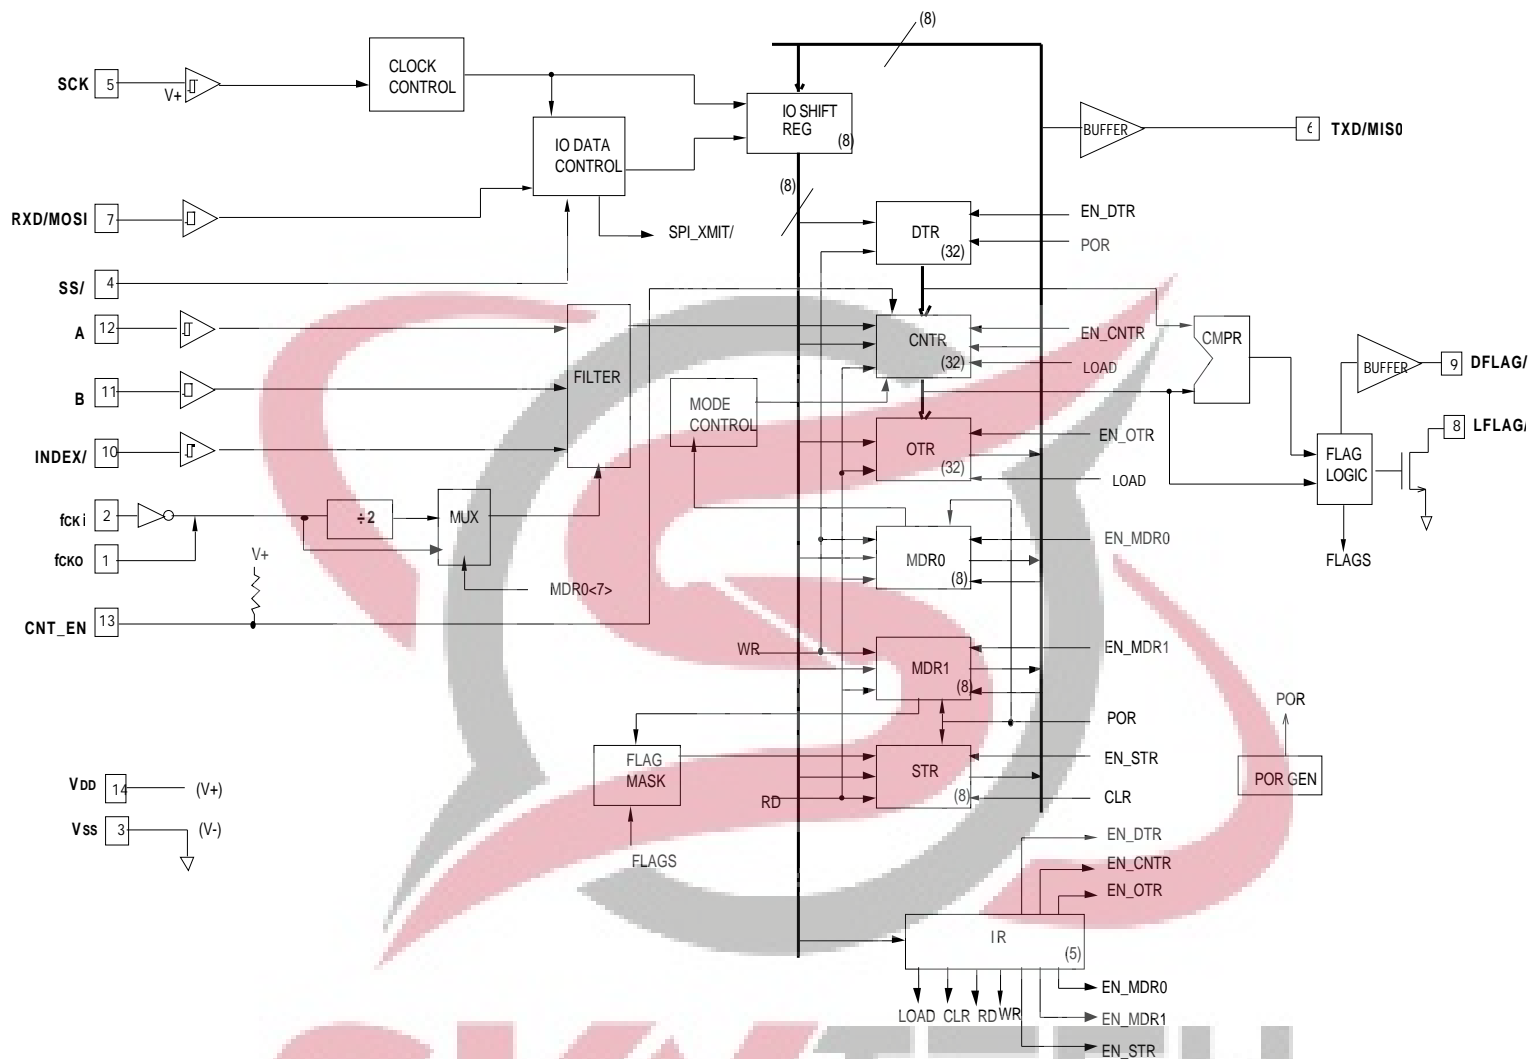 (8)
SCK
5
V+
CLOCK
CONTROL
IO SHIFT
REG
(8)
BUFFER
6
TXD/MISO
IO DATA
CONTROL
(8)
RXD/MOSI
7
SPI_XMIT/
DTR
(32)
EN_DTR
POR
SS/
4
A
12
FILTER
CNTR
(32)
EN_CNTR
LOAD
CMPR
BUFFER
9
DFLAG/
B
11
MODE
CONTROL
OTR
(32)
EN_OTR
LOAD
8
LFLAG/
INDEX/
10
FLAG
LOGIC
FLAGS
fCKi
2
÷2
MUX
fCKO
1
V+
MDR0<7>
MDR0
(8)
EN_MDR0
CNT_EN
13
WR
MDR1
(8)
EN_MDR1
POR
POR
POR GEN
FLAG
MASK
FLAGS
RD
STR
(8)
EN_STR
CLR
VDD
14
(V+)
VSS
3
(V-)
EN_DTR
EN_CNTR
EN_OTR
IR
(5)
LOAD
CLR
RD
WR
EN_MDR0
EN_MDR1
EN_STR